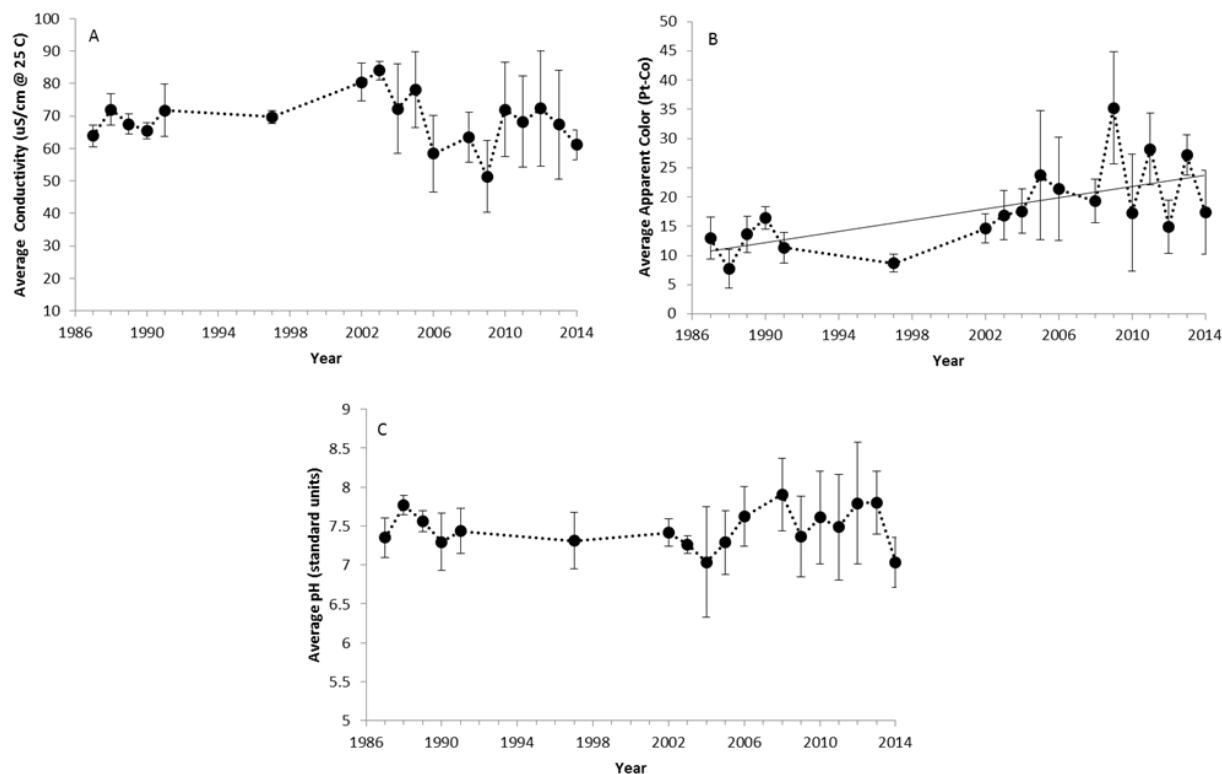 A
Average Conductivity (uS/cm @ 25 C)
100
90
80
70
60
50
40
30
20
10
1986 1990 1994 1998 2002 2006 2010 2014
Year
B
Average Apparent Color (Pt-Co)
50
45
40
35
30
25
20
15
10
5
0
1986 1990 1994 1998 2002 2006 2010 2014
Year
C
Average pH (standard units)
9
8.5
8
7.5
7
6.5
6
5.5
5
1986 1990 1994 1998 2002 2006 2010 2014
Year